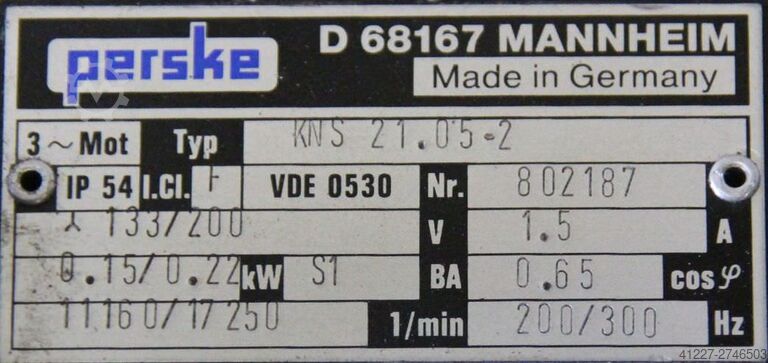 perske
D 68167 MANNHEIM
Made in Germany
3 ~ Mot Typ KNS 21.05-2
IP 54 I.Cl. F VDE 0530 Nr. 802187
Y 133/200 V 1.5 A
0.15/0.22 kW S1 BA 0.65 cosφ
11160/17250 1/min 200/300 Hz
41227-2746503